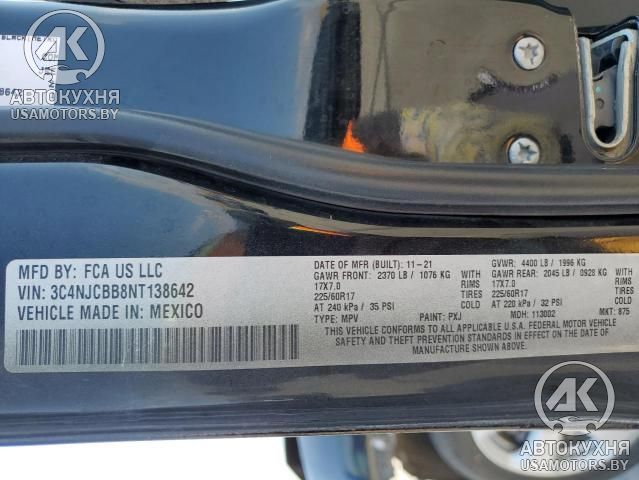 АВТОКУХНЯ
USAMOTORS.BY
MFD BY: FCA US LLC
VIN: 3C4NJCBB8NT138642
VEHICLE MADE IN: MEXICO
DATE OF MFR (BUILT): 11-21
GVWR: 4400 LB / 1996 KG
GAWR FRONT: 2370 LB / 1076 KG
WITH
GAWR REAR: 2045 LB / 0928 KG
WITH
17X7.0
RIMS
17X7.0
RIMS
225/60R17
TIRES
225/60R17
TIRES
AT 240 kPa / 35 PSI
AT 220 kPa / 32 PSI
TYPE: MPV
PAINT: PXJ
MDH: 113002
MKT: 875
THIS VEHICLE CONFORMS TO ALL APPLICABLE U.S.A. FEDERAL MOTOR VEHICLE
SAFETY AND THEFT PREVENTION STANDARDS IN EFFECT ON THE DATE OF
MANUFACTURE SHOWN ABOVE.
АК
АВТОКУХНЯ
USAMOTORS.BY